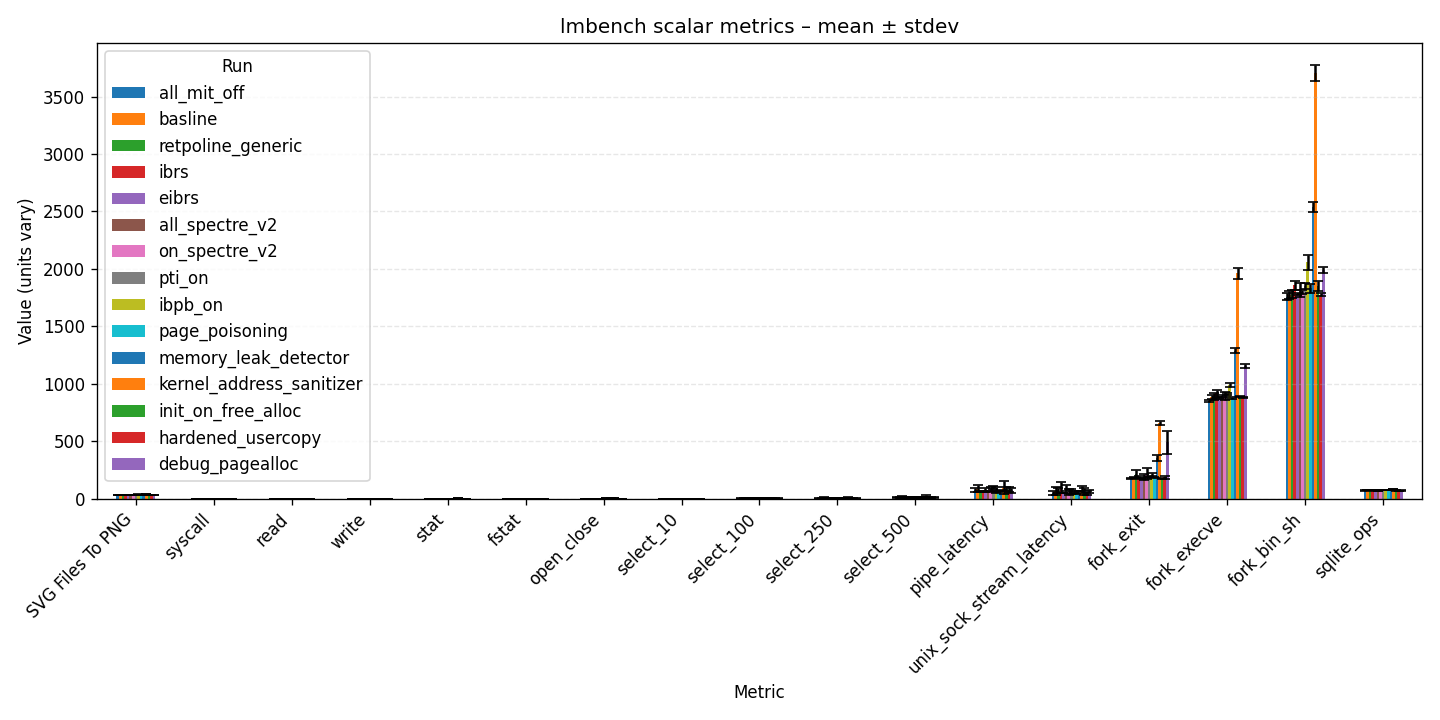 lmbench scalar metrics – mean ± stdev
Run
all_mit_off
basline
retpoline_generic
ibrs
eibrs
all_spectre_v2
on_spectre_v2
pti_on
ibpb_on
page_poisoning
memory_leak_detector
kernel_address_sanitizer
init_on_free_alloc
hardened_usercopy
debug_pagealloc
Value (units vary)
3500
3000
2500
2000
1500
1000
500
0
SVG Files To PNG
syscall
read
write
stat
fstat
open_close
select_10
select_100
select_250
select_500
pipe_latency
unix_sock_stream_latency
fork_exit
fork_execve
fork_bin_sh
sqlite_ops
Metric